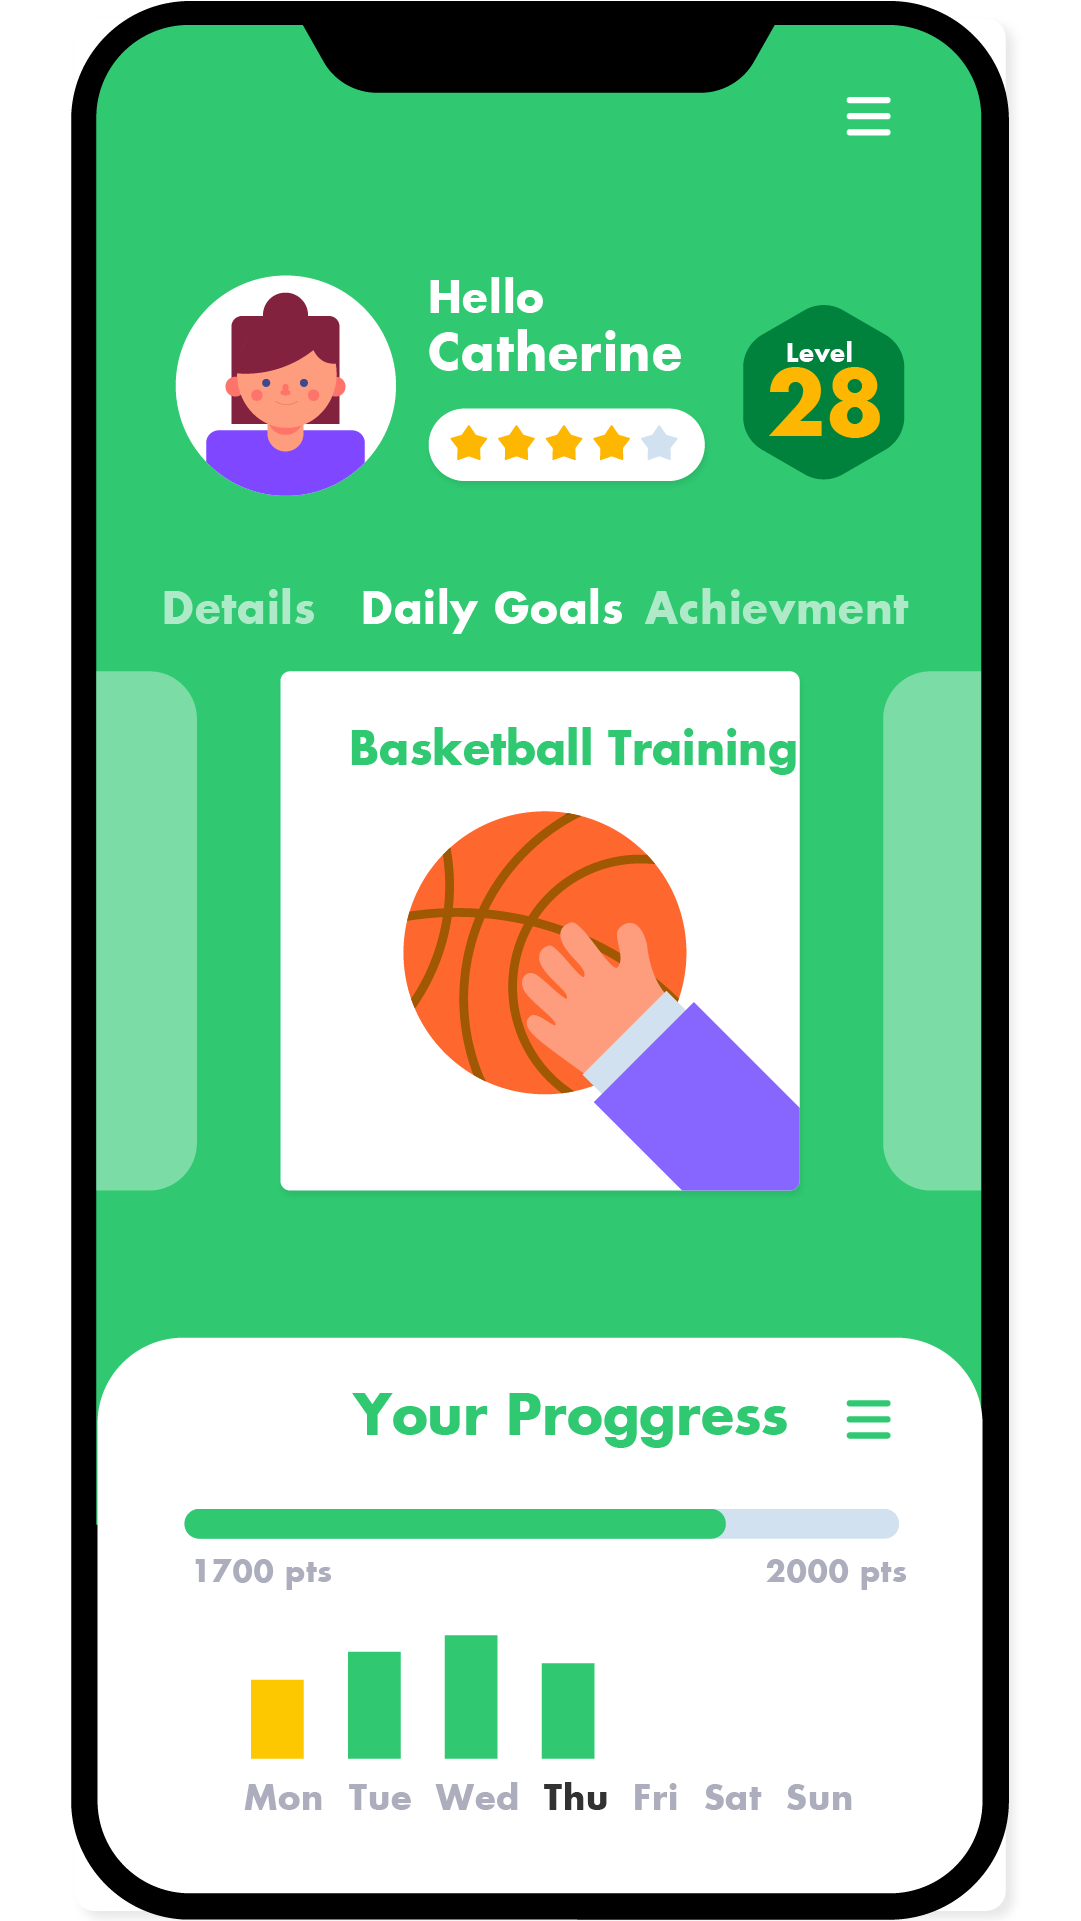 Hello
Catherine
Level
28
Details Daily Goals Achievment
Basketball Training
Your Proggress
1700 pts 2000 pts
Mon Tue Wed Thu Fri Sat Sun